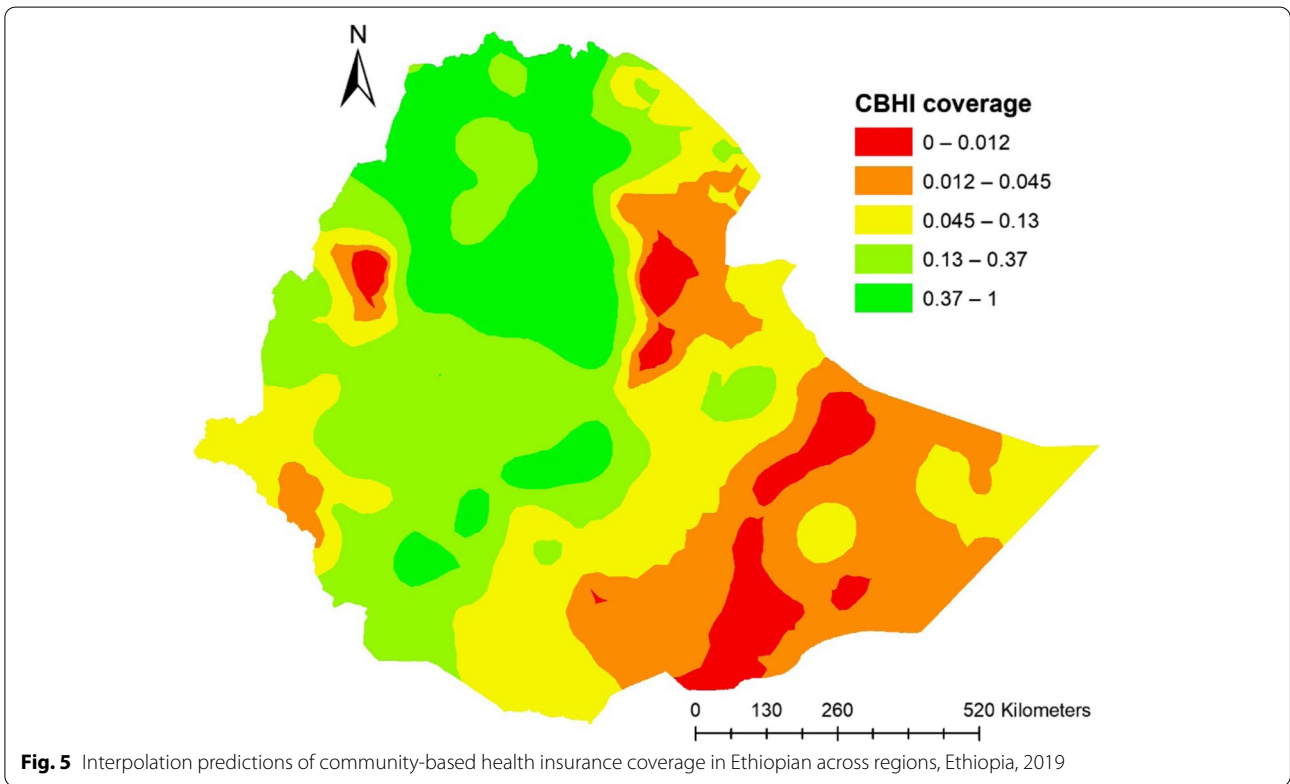 N
CBHI coverage
0 – 0.012
0.012 – 0.045
0.045 – 0.13
0.13 – 0.37
0.37 – 1
0 130 260 520 Kilometers
Fig. 5 Interpolation predictions of community-based health insurance coverage in Ethiopian across regions, Ethiopia, 2019